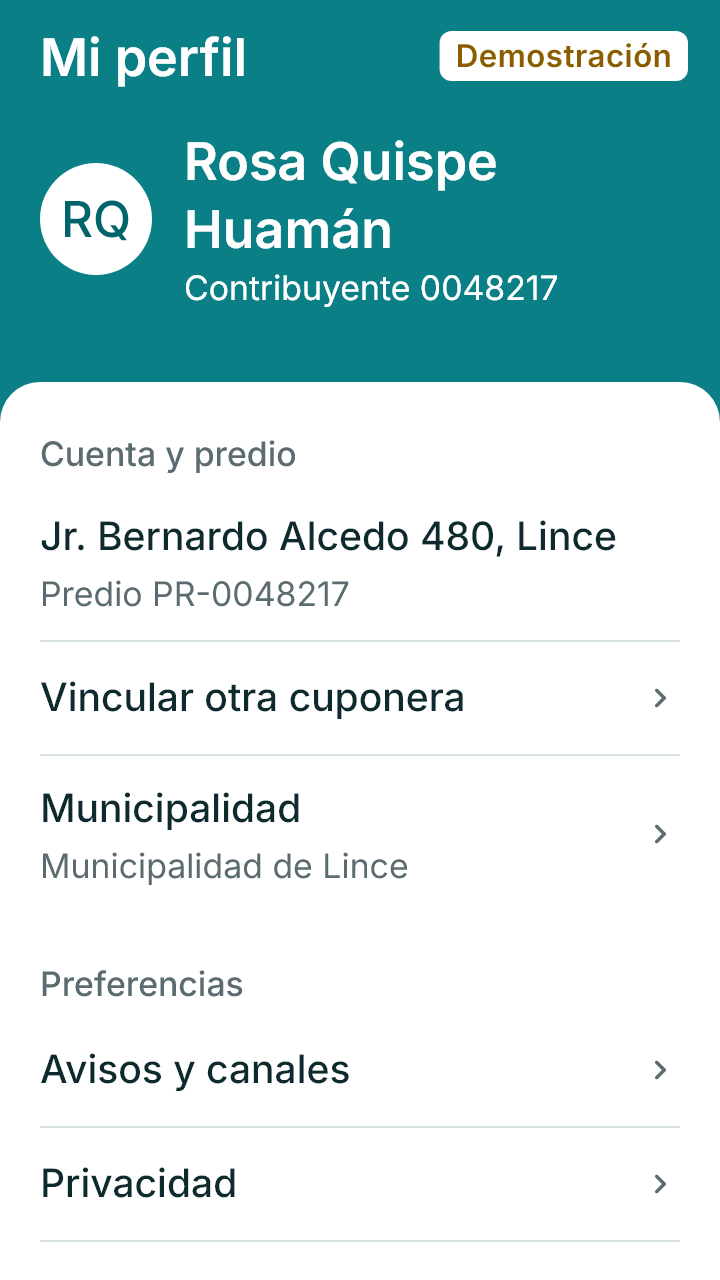 Mi perfil
Demostración
RQ
Rosa Quispe
Huamán
Contribuyente 0048217
Cuenta y predio
Jr. Bernardo Alcedo 480, Lince
Predio PR-0048217
Vincular otra cuponera
Municipalidad
Municipalidad de Lince
Preferencias
Avisos y canales
Privacidad